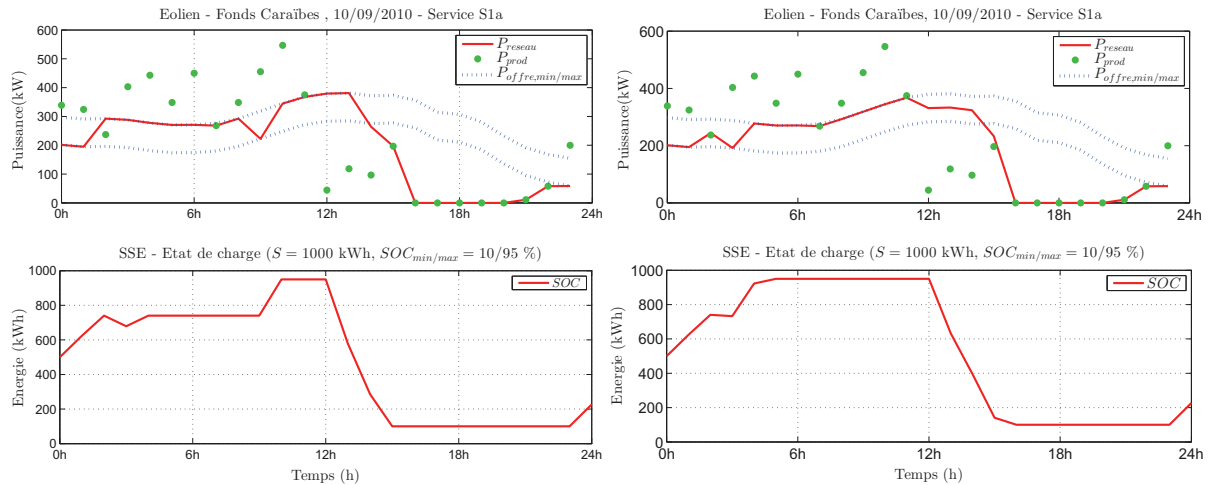 Eolien - Fonds Caraïbes , 10/09/2010 - Service S1a
Puissance(kW)
600
500
400
300
200
100
0
P_reseau
P_prod
P_offre,min/max
0h 6h 12h 18h 24h
SSE - Etat de charge (S = 1000 kWh, SOC_min/max = 10/95 %)
Energie (kWh)
1000
800
600
400
200
0
SOC
0h 6h 12h 18h 24h
Temps (h)
Eolien - Fonds Caraïbes, 10/09/2010 - Service S1a
Puissance(kW)
600
500
400
300
200
100
0
P_reseau
P_prod
P_offre,min/max
0h 6h 12h 18h 24h
SSE - Etat de charge (S = 1000 kWh, SOC_min/max = 10/95 %)
Energie (kWh)
1000
800
600
400
200
0
SOC
0h 6h 12h 18h 24h
Temps (h)